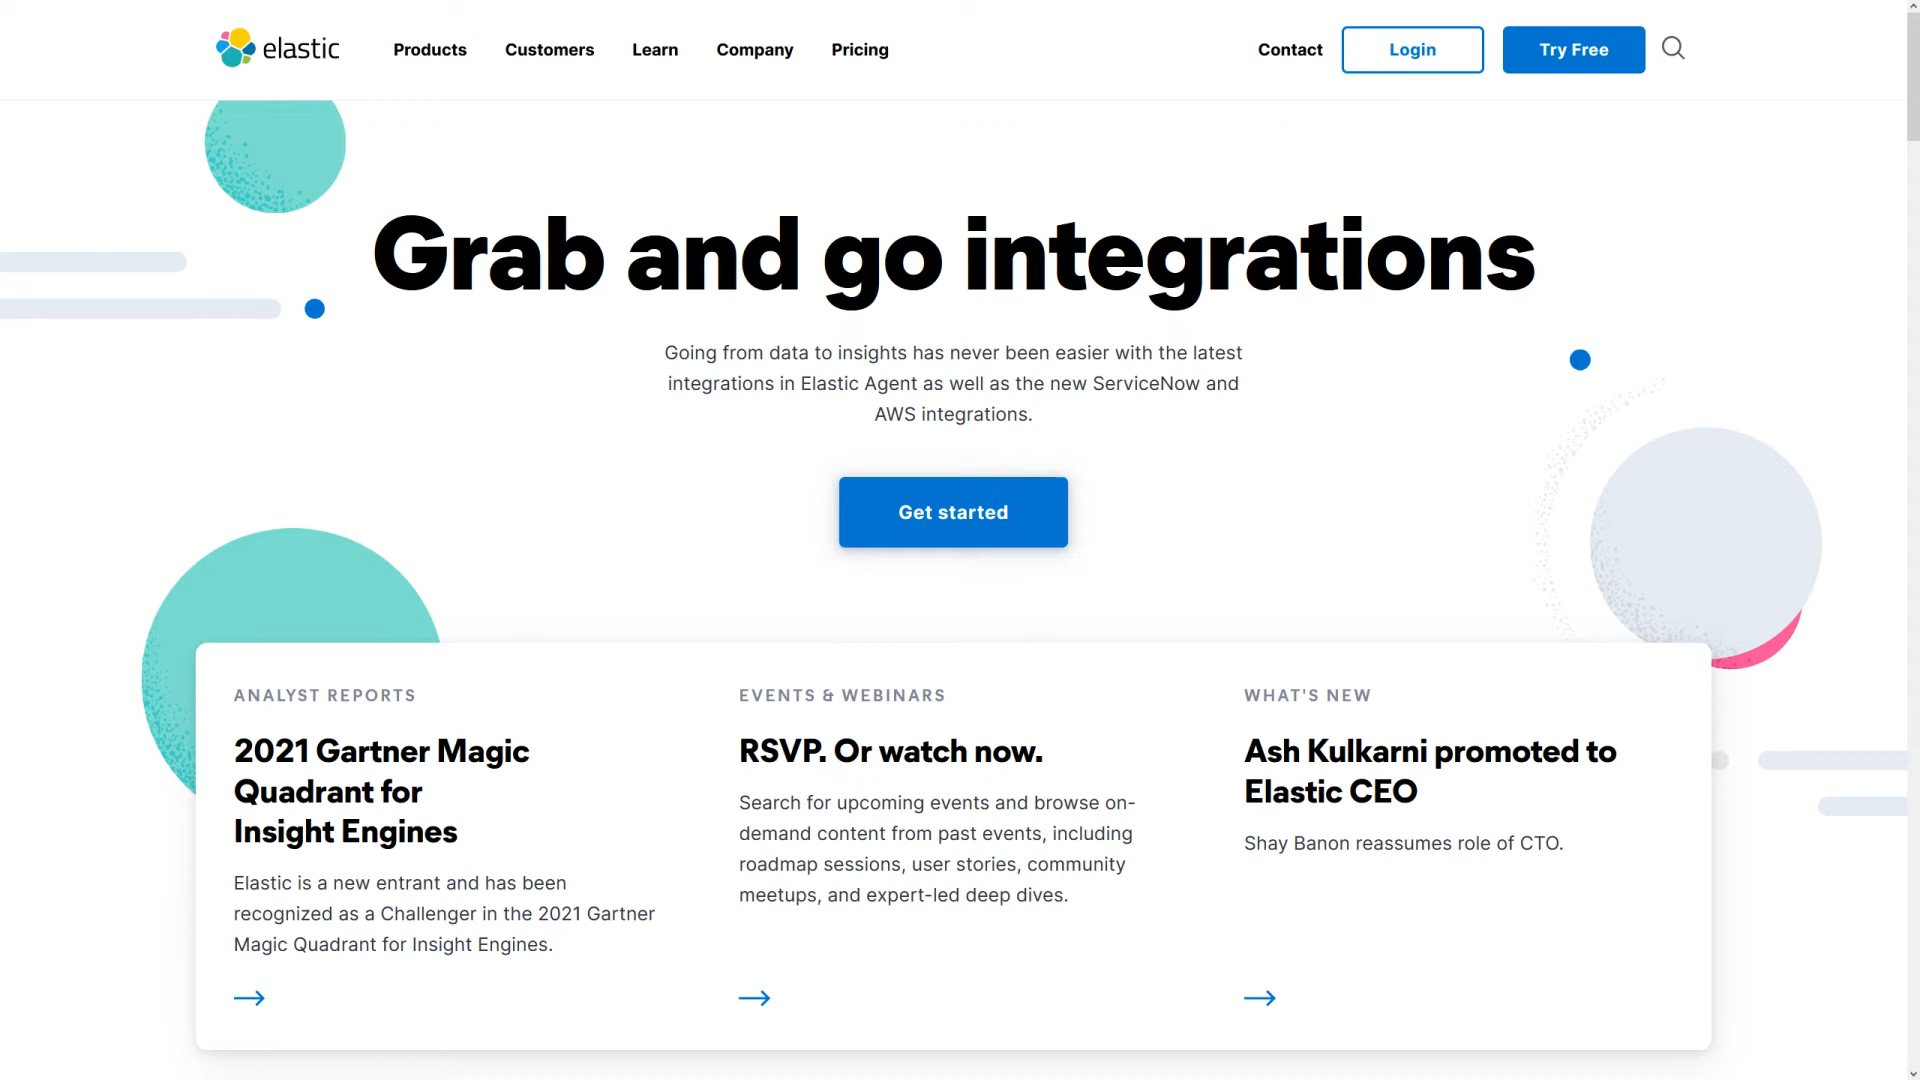 elastic
Products
Customers
Learn
Company
Pricing
Contact
Login
Try Free
Grab and go integrations
Going from data to insights has never been easier with the latest
integrations in Elastic Agent as well as the new ServiceNow and
AWS integrations.
Get started
ANALYST REPORTS
2021 Gartner Magic
Quadrant for
Insight Engines
Elastic is a new entrant and has been
recognized as a Challenger in the 2021 Gartner
Magic Quadrant for Insight Engines.
EVENTS & WEBINARS
RSVP. Or watch now.
Search for upcoming events and browse on-
demand content from past events, including
roadmap sessions, user stories, community
meetups, and expert-led deep dives.
WHAT'S NEW
Ash Kulkarni promoted to
Elastic CEO
Shay Banon reassumes role of CTO.